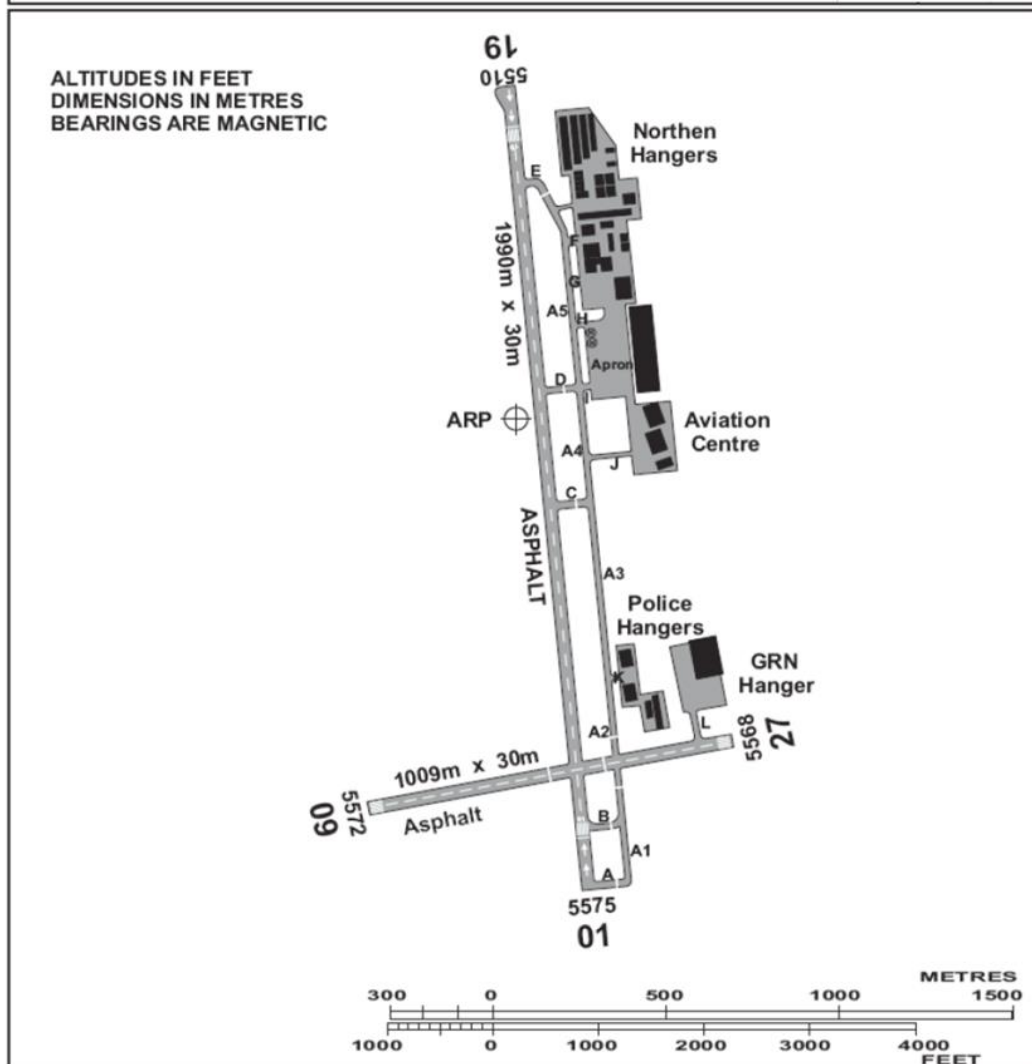 ALTITUDES IN FEET
DIMENSIONS IN METRES
BEARINGS ARE MAGNETIC
19
5510
Northen
Hangers
E
F
1990m x 30m
G
A5
H
Apron
D
I
ARP
Aviation
Centre
A4
J
C
ASPHALT
A3
Police
Hangers
K
GRN
Hanger
L
A2
5568
27
1009m x 30m
09
5572
Asphalt
B
A1
A
5575
01
METRES
300 0 500 1000 1500
1000 0 1000 2000 3000 4000
FEET